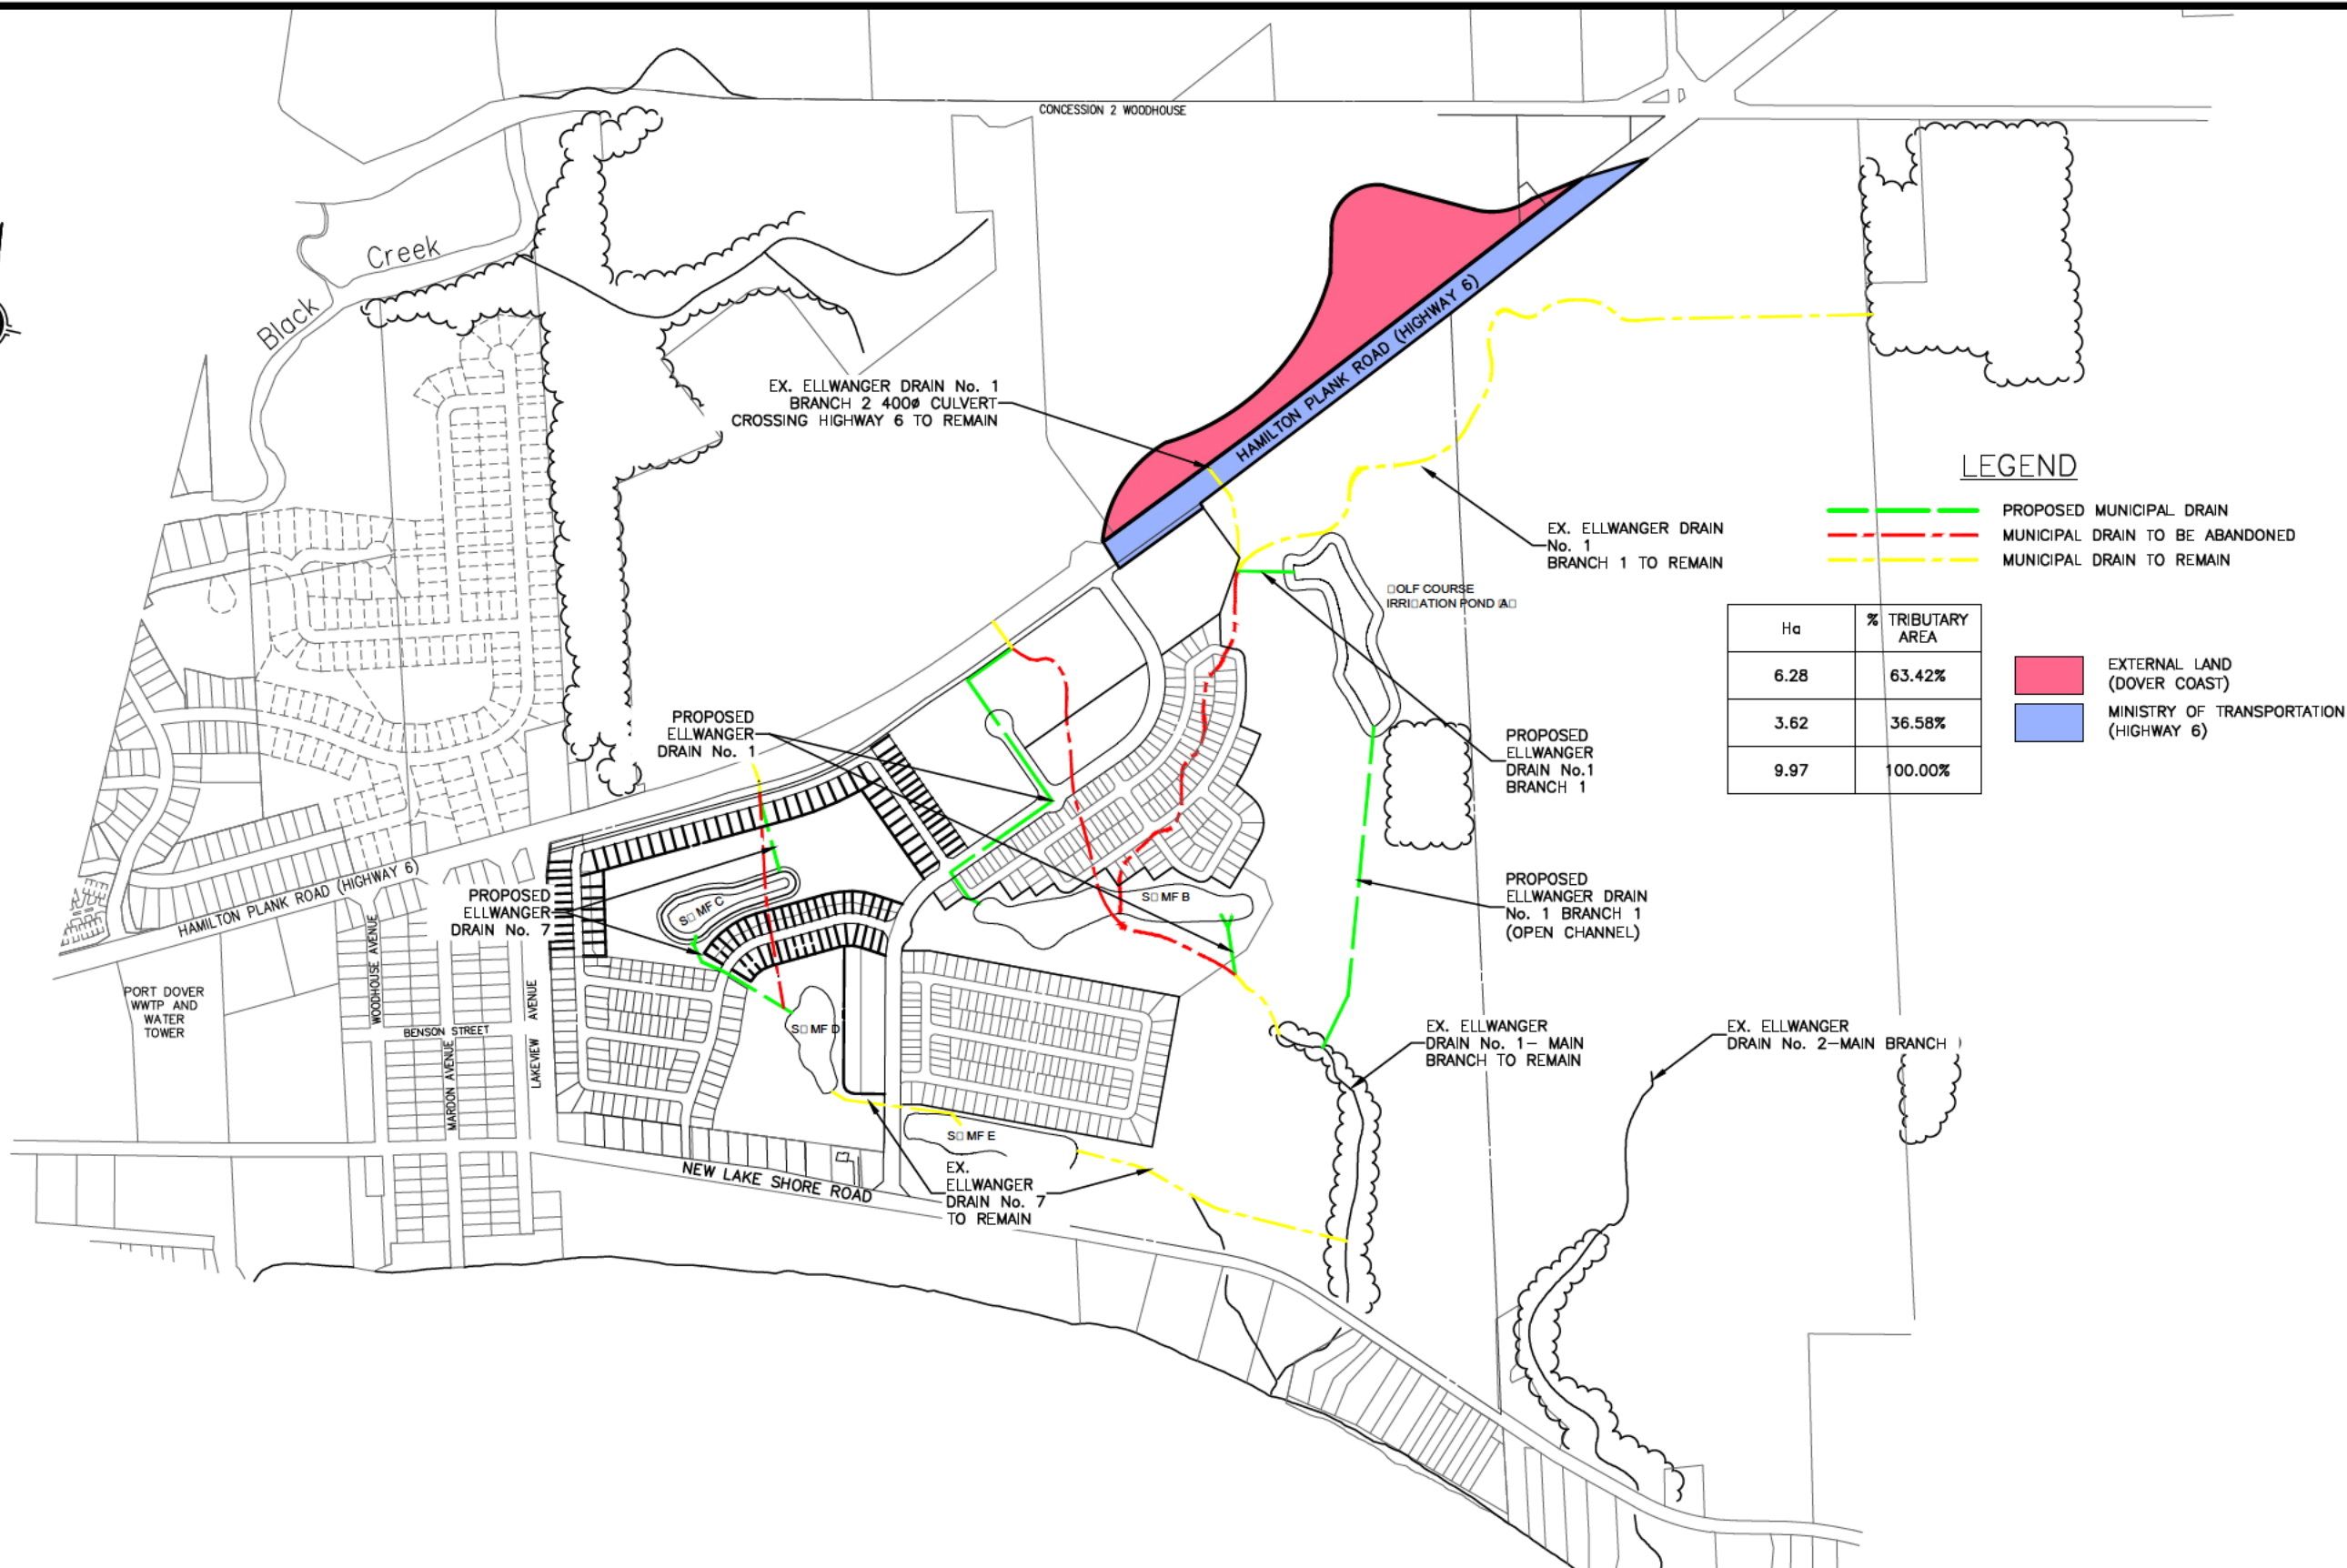 CONCESSION 2 WOODHOUSE
Creek
Black
EX. ELLWANGER DRAIN No. 1
BRANCH 2 400ø CULVERT
CROSSING HIGHWAY 6 TO REMAIN
HAMILTON PLANK ROAD (HIGHWAY 6)
LEGEND
PROPOSED MUNICIPAL DRAIN
MUNICIPAL DRAIN TO BE ABANDONED
MUNICIPAL DRAIN TO REMAIN
EX. ELLWANGER DRAIN
No. 1
BRANCH 1 TO REMAIN
□OLF COURSE
IRRI□ATION POND □A□
Ha % TRIBUTARY AREA
6.28 63.42%
3.62 36.58%
9.97 100.00%
EXTERNAL LAND
(DOVER COAST)
MINISTRY OF TRANSPORTATION
(HIGHWAY 6)
PROPOSED
ELLWANGER
DRAIN No. 1
PROPOSED
ELLWANGER
DRAIN No.1
BRANCH 1
PROPOSED
ELLWANGER
DRAIN No. 7
HAMILTON PLANK ROAD (HIGHWAY 6)
S□MF C
S□MF B
PROPOSED
ELLWANGER DRAIN
No. 1 BRANCH 1
(OPEN CHANNEL)
PORT DOVER
WWTP AND
WATER
TOWER
WOODHOUSE AVENUE
BENSON STREET
MARDON AVENUE
LAKEVIEW AVENUE
S□MF D
EX. ELLWANGER
DRAIN No. 1- MAIN
BRANCH TO REMAIN
EX. ELLWANGER
DRAIN No. 2-MAIN BRANCH
S□MF E
NEW LAKE SHORE ROAD
EX.
ELLWANGER
DRAIN No. 7
TO REMAIN